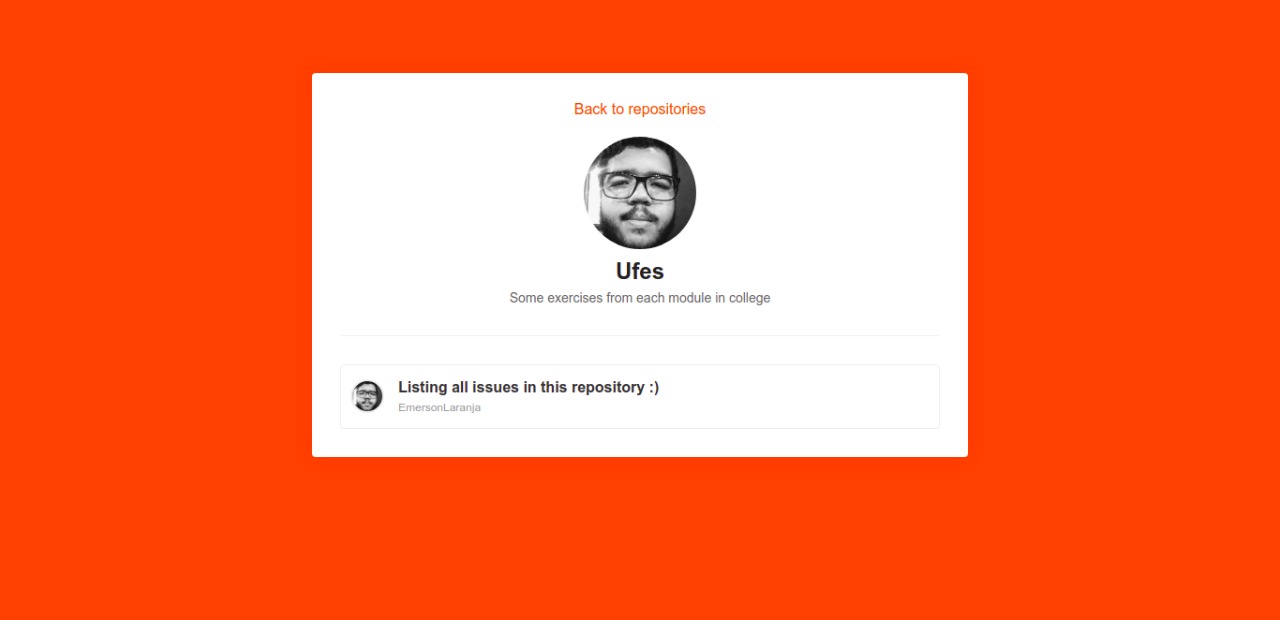 Back to repositories
Ufes
Some exercises from each module in college
Listing all issues in this repository :)
EmersonLaranja